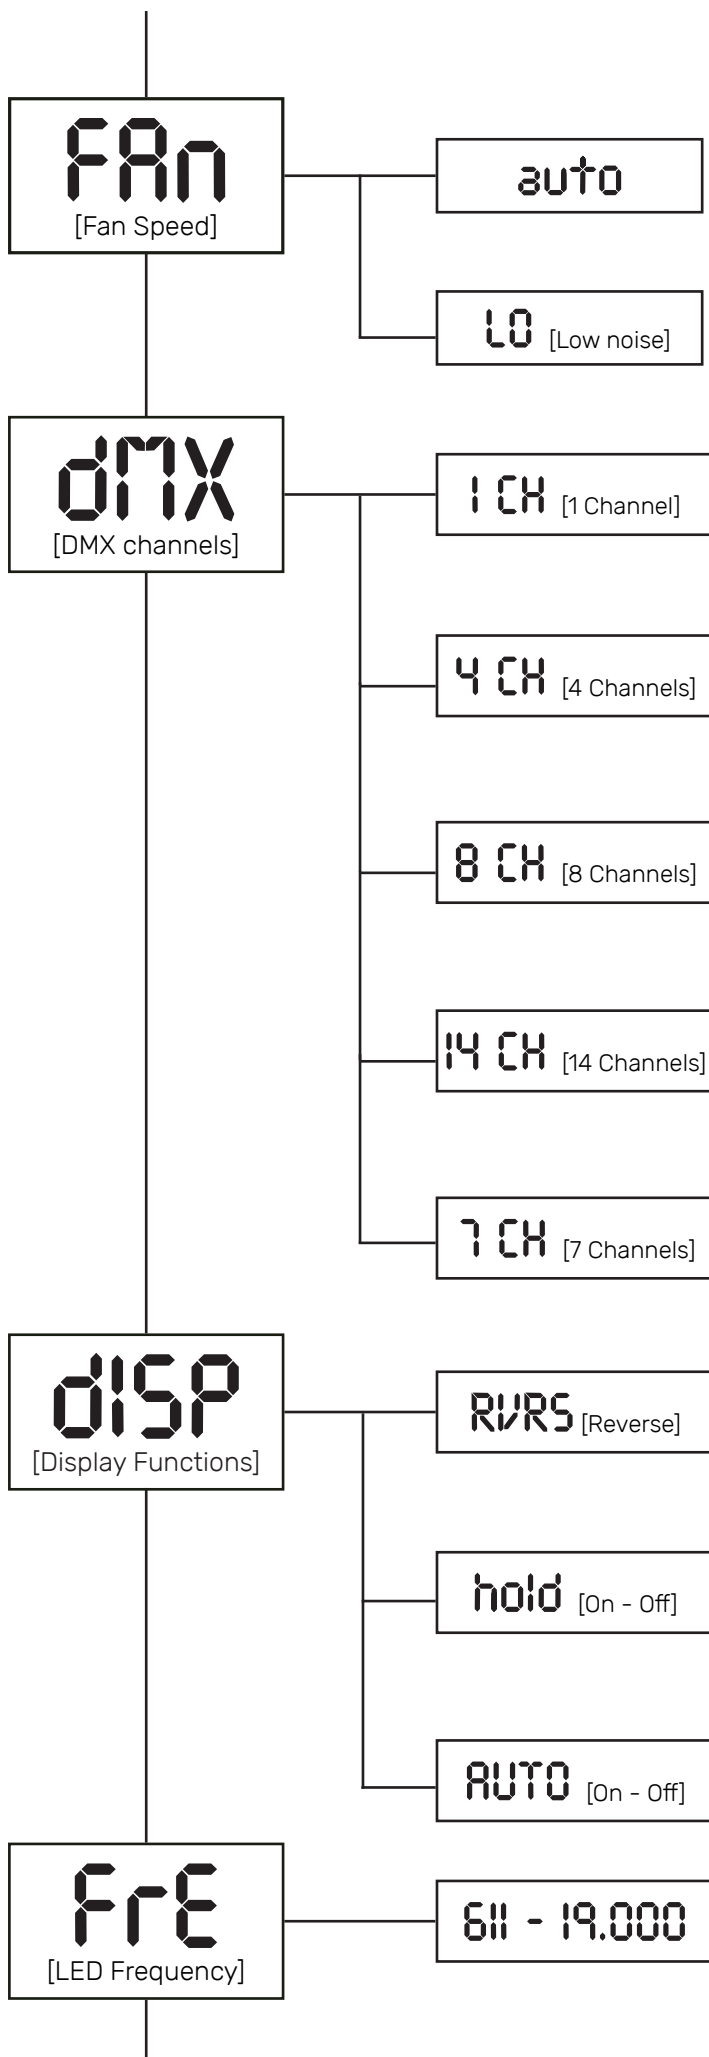 FAn
[Fan Speed]
auto
LO [Low noise]
dMX
[DMX channels]
1 CH [1 Channel]
4 CH [4 Channels]
8 CH [8 Channels]
14 CH [14 Channels]
7 CH [7 Channels]
dISP
[Display Functions]
RVRS [Reverse]
hold [On - Off]
AUTO [On - Off]
FrE
[LED Frequency]
611 - 19.000